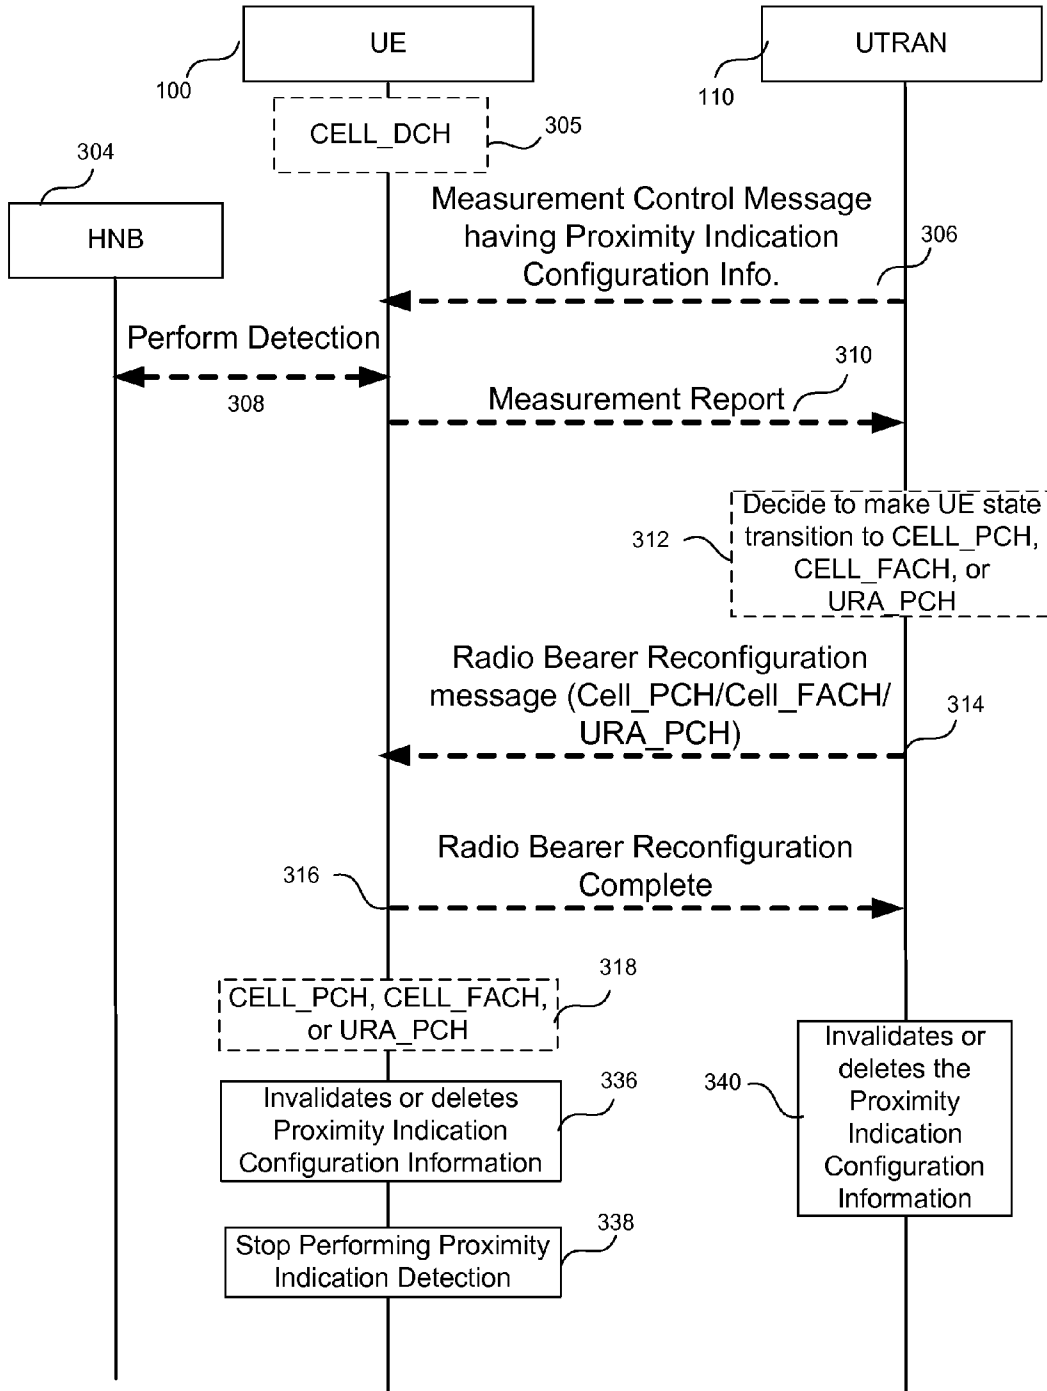 UE
UTRAN
100
110
CELL_DCH
305
304
HNB
Measurement Control Message
having Proximity Indication
Configuration Info.
306
Perform Detection
308
310
Measurement Report
Decide to make UE state
transition to CELL_PCH,
CELL_FACH, or
URA_PCH
312
Radio Bearer Reconfiguration
message (Cell_PCH/Cell_FACH/
URA_PCH)
314
Radio Bearer Reconfiguration
Complete
316
CELL_PCH, CELL_FACH,
or URA_PCH
318
Invalidates or deletes
Proximity Indication
Configuration Information
336
340
Invalidates or
deletes the
Proximity
Indication
Configuration
Information
Stop Performing Proximity
Indication Detection
338